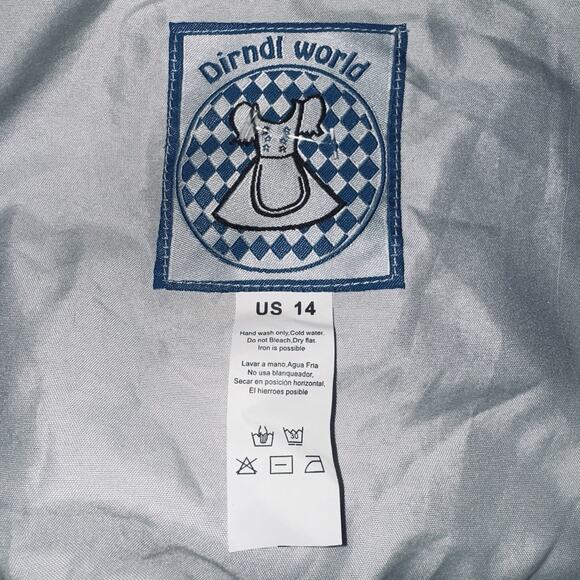 Dirndl world
US 14
Hand wash only,Cold water.
Do not Bleach,Dry flat.
Iron is possible
Lavar a mano,Agua Fria
No usa blanqueador,
Secar en posición horizontal,
El hierroes posible